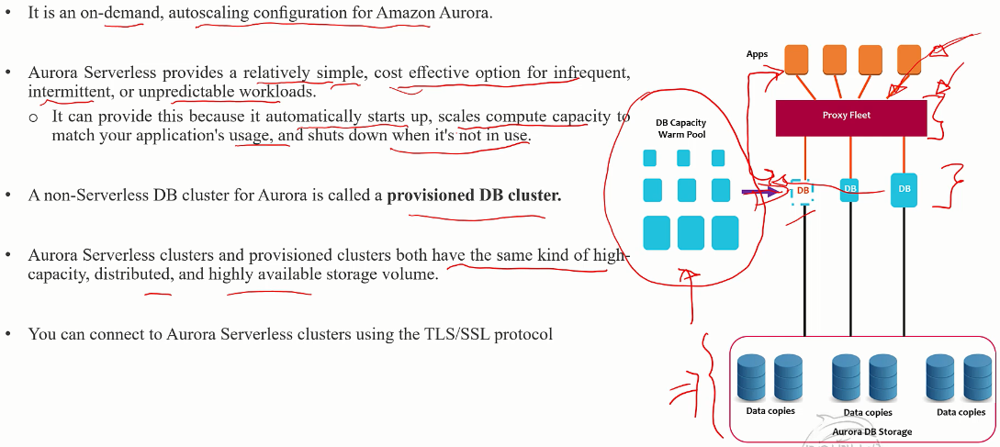 • It is an on-demand, autoscaling configuration for Amazon Aurora.
• Aurora Serverless provides a relatively simple, cost effective option for infrequent,
intermittent, or unpredictable workloads.
o It can provide this because it automatically starts up, scales compute capacity to
match your application's usage, and shuts down when it's not in use.
• A non-Serverless DB cluster for Aurora is called a provisioned DB cluster.
• Aurora Serverless clusters and provisioned clusters both have the same kind of high-
capacity, distributed, and highly available storage volume.
• You can connect to Aurora Serverless clusters using the TLS/SSL protocol
Apps
Proxy Fleet
DB Capacity
Warm Pool
DB
DB
DB
Data copies
Data copies
Data copies
Aurora DB Storage